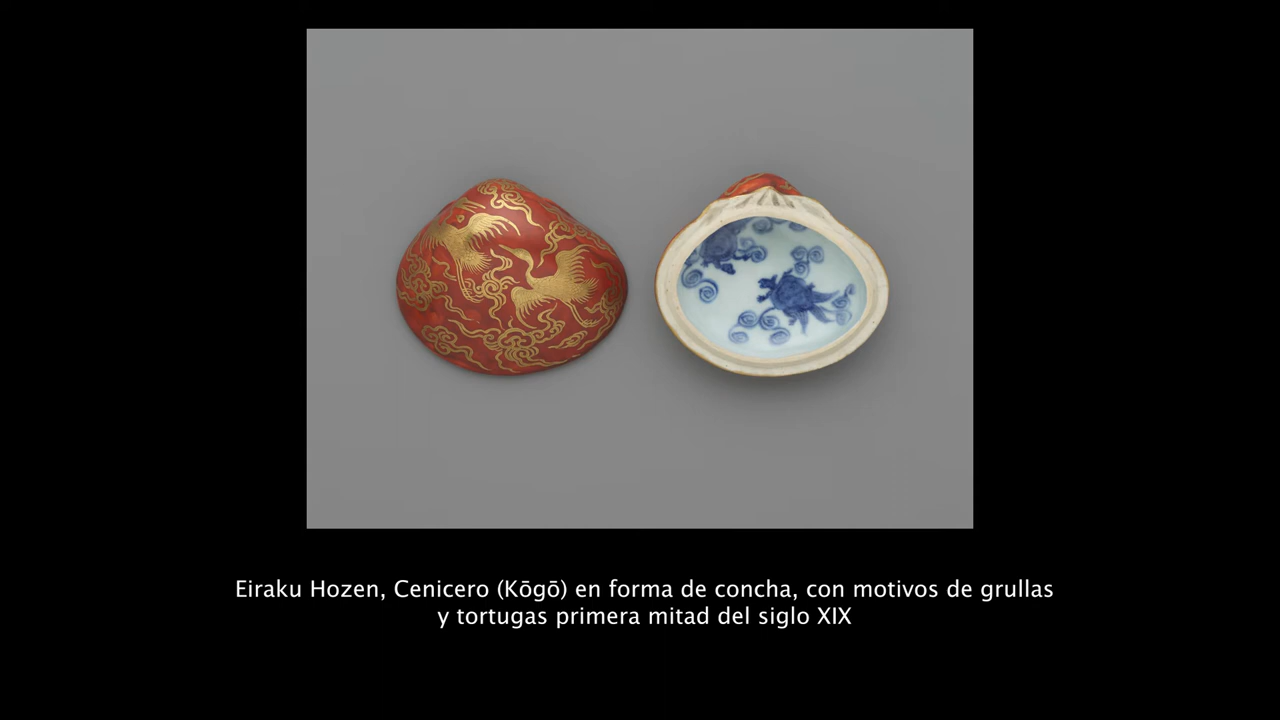 Eiraku Hozen, Cenicero (Kōgō) en forma de concha, con motivos de grullas
y tortugas primera mitad del siglo XIX